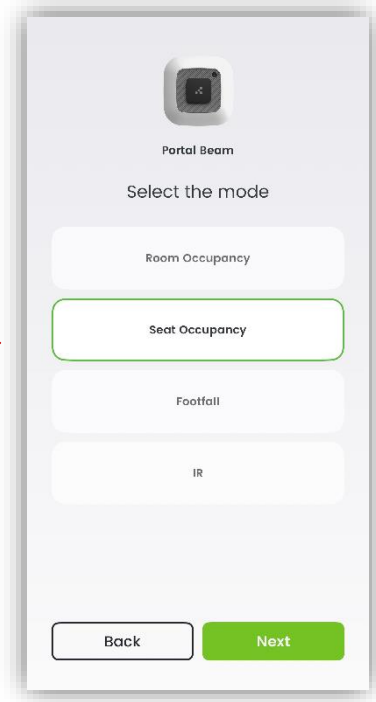 Portal Beam
Select the mode
Room Occupancy
Seat Occupancy
Footfall
IR
Back
Next